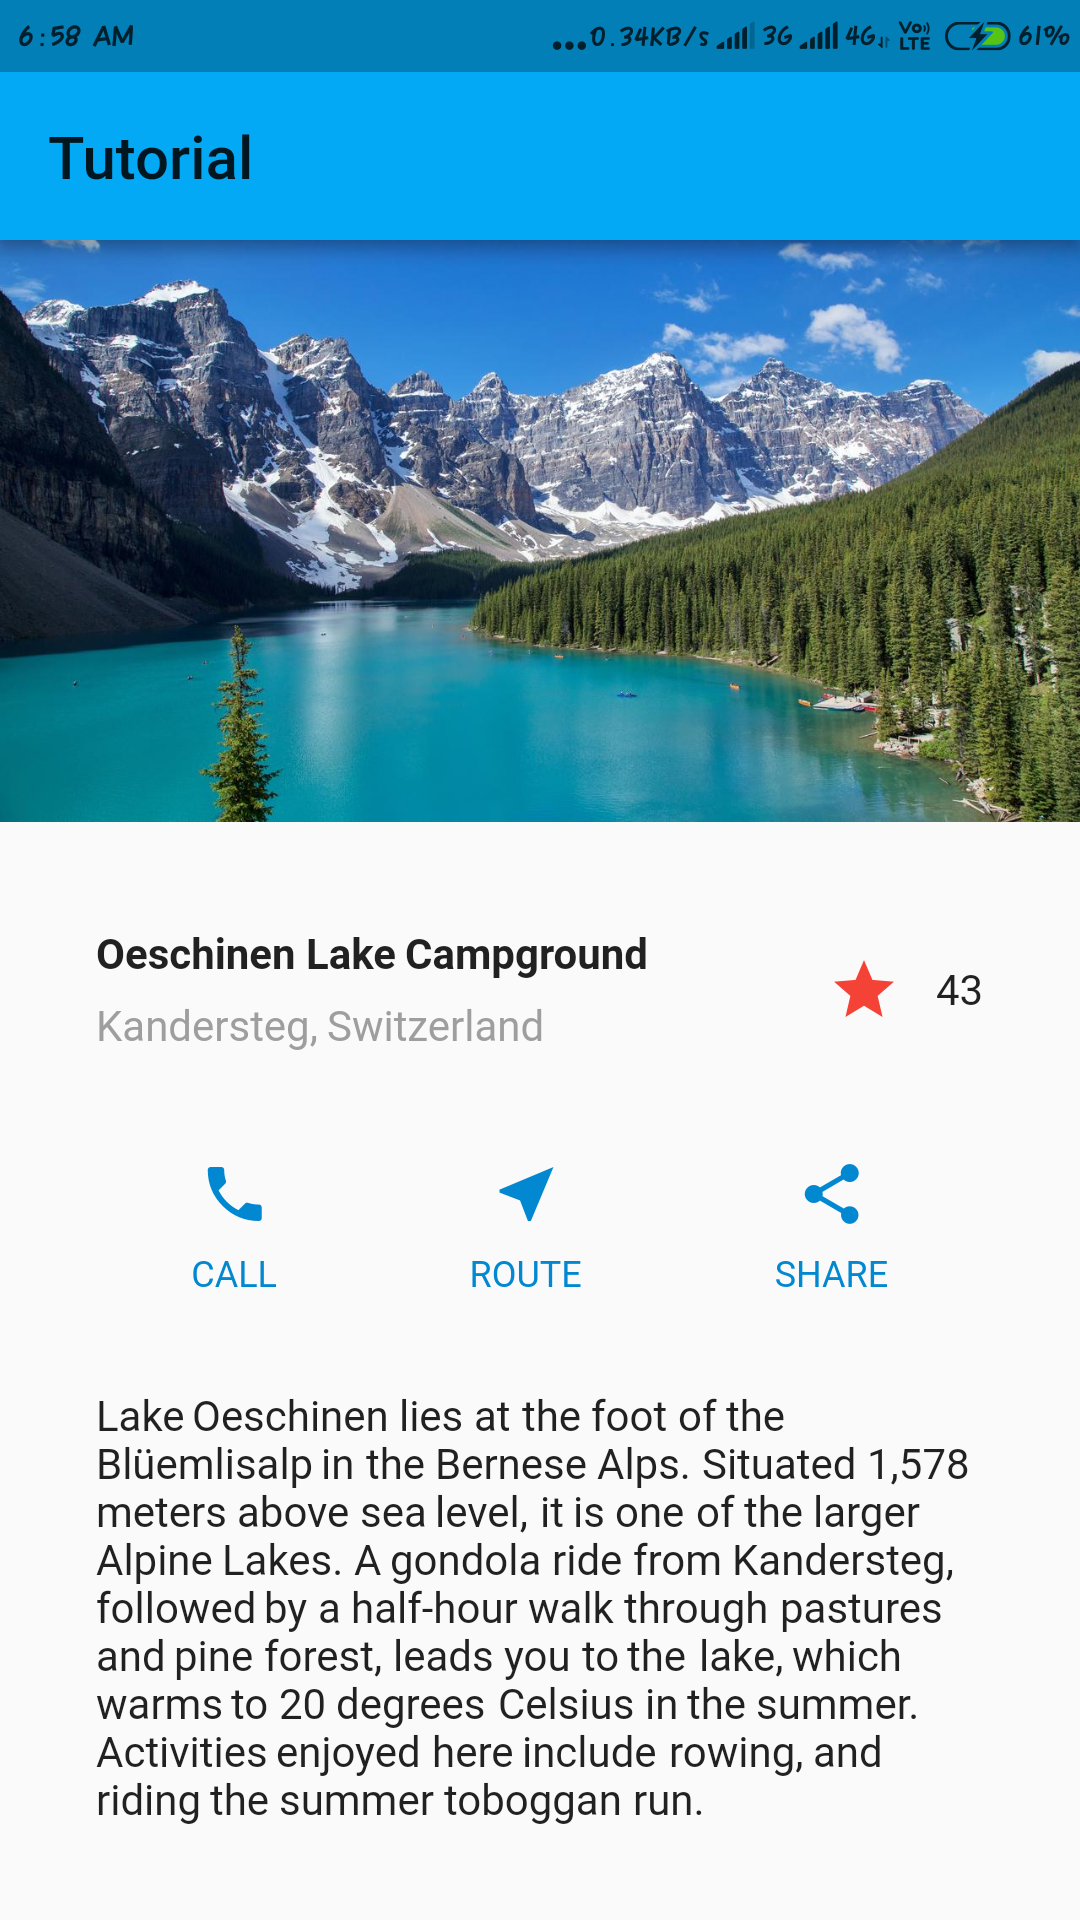 6:58 AM
...0.34KB/s 3G 4G VoLTE 61%
Tutorial
Oeschinen Lake Campground
Kandersteg, Switzerland
43
CALL ROUTE SHARE
Lake Oeschinen lies at the foot of the
Blüemlisalp in the Bernese Alps. Situated 1,578
meters above sea level, it is one of the larger
Alpine Lakes. A gondola ride from Kandersteg,
followed by a half-hour walk through pastures
and pine forest, leads you to the lake, which
warms to 20 degrees Celsius in the summer.
Activities enjoyed here include rowing, and
riding the summer toboggan run.